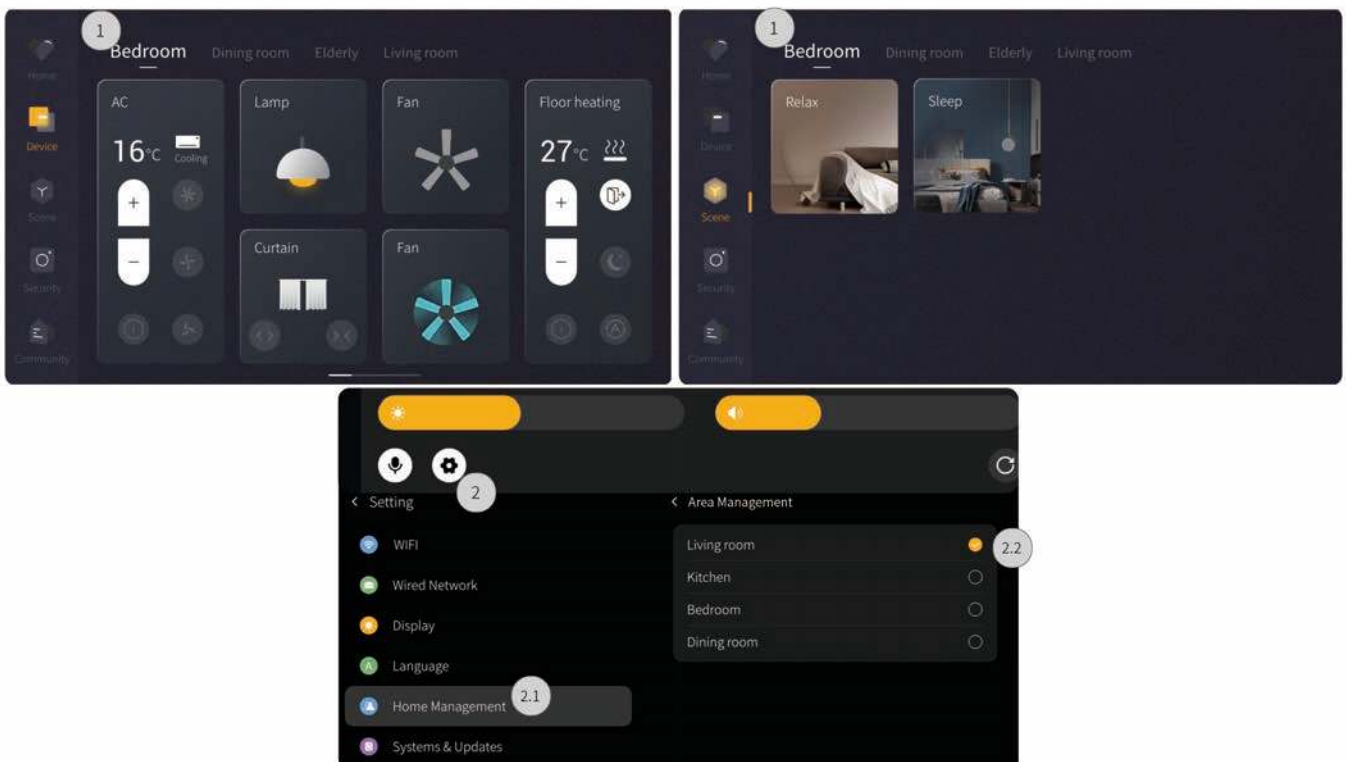 1
Bedroom Dining room Elderly Living room
Home
Device
Scene
Security
Community
AC
16°C
Cooling
+
−
Lamp
Fan
Curtain
Fan
Floor heating
27°C
+
−
1
Bedroom Dining room Elderly Living room
Home
Device
Scene
Security
Community
Relax
Sleep
2
< Setting
WIFI
Wired Network
Display
A Language
Home Management 2.1
Systems & Updates
< Area Management
Living room 2.2
Kitchen
Bedroom
Dining room